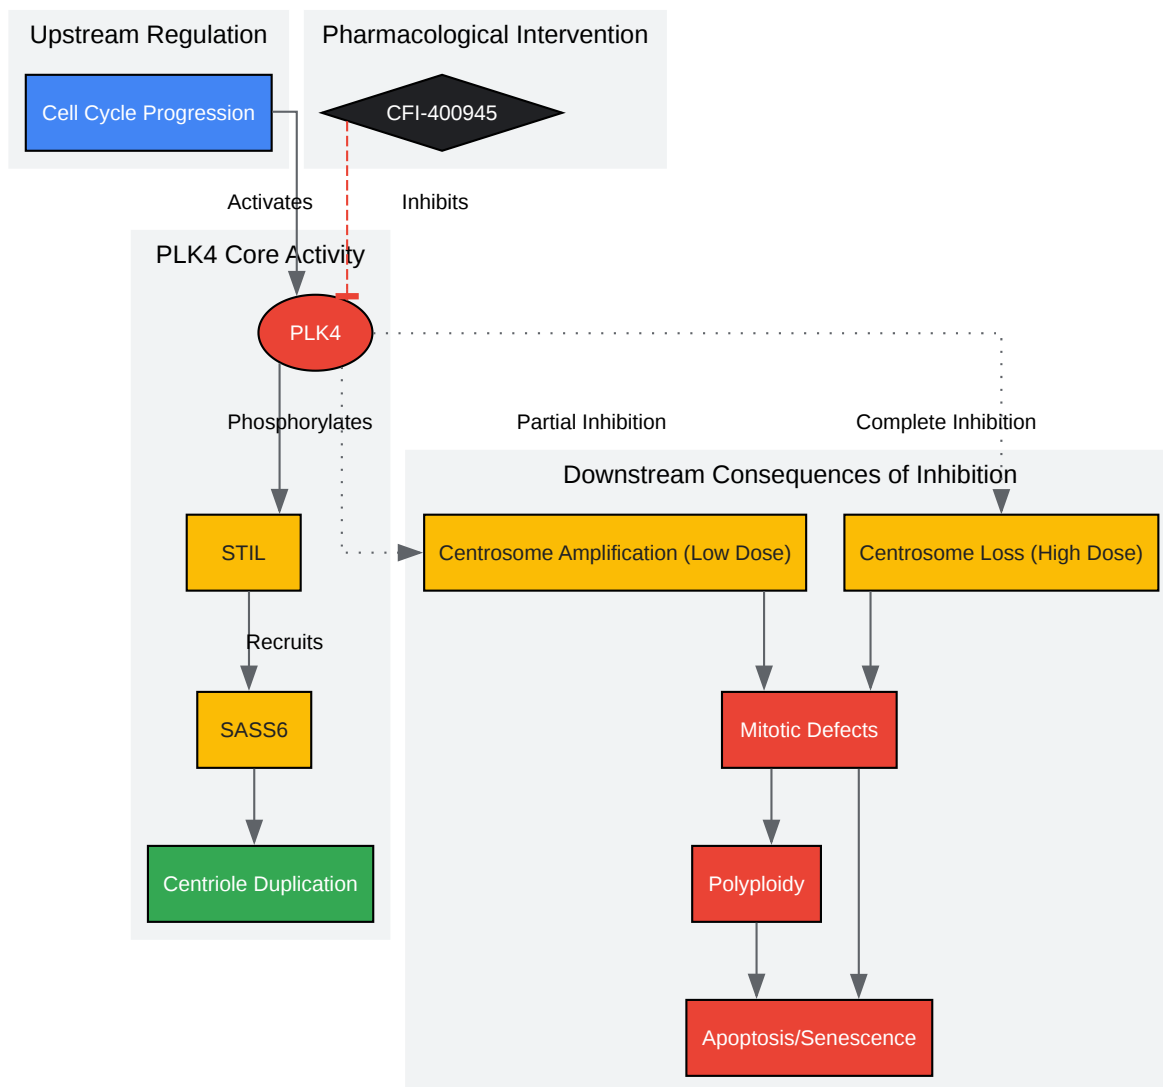 Upstream Regulation
Pharmacological Intervention
Cell Cycle Progression
CFI-400945
Activates
Inhibits
PLK4 Core Activity
PLK4
Phosphorylates
Partial Inhibition
Complete Inhibition
Downstream Consequences of Inhibition
STIL
Centrosome Amplification (Low Dose)
Centrosome Loss (High Dose)
Recruits
SASS6
Mitotic Defects
Centriole Duplication
Polyploidy
Apoptosis/Senescence